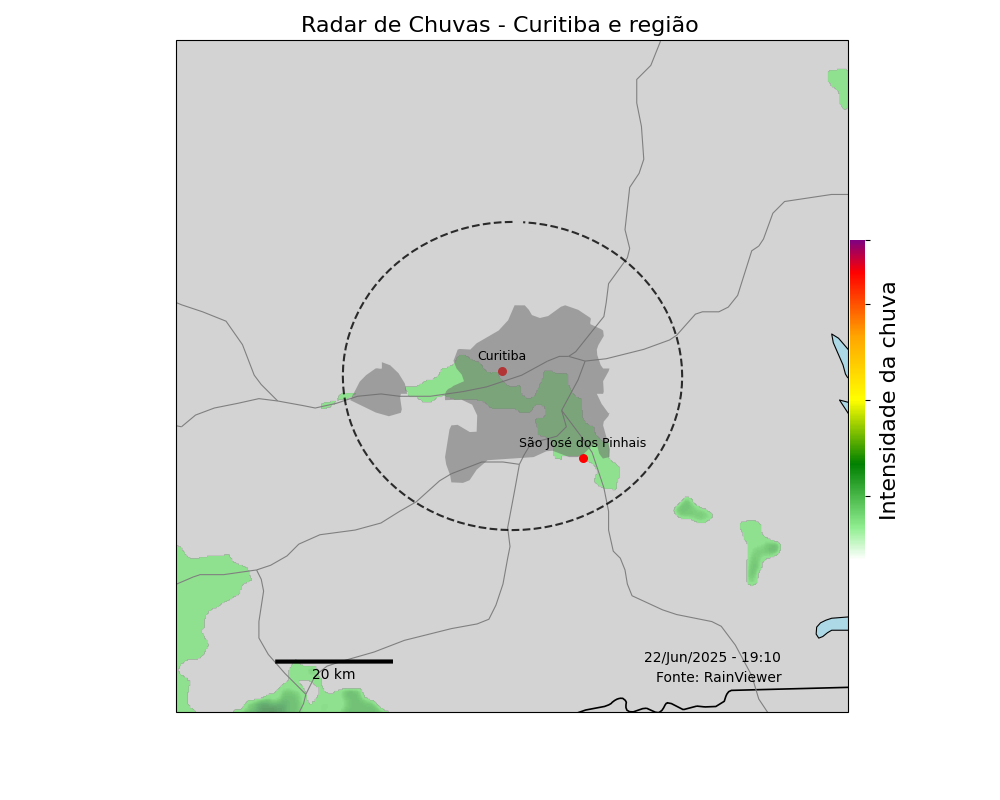 Radar de Chuvas - Curitiba e região
Curitiba
São José dos Pinhais
Intensidade da chuva
22/Jun/2025 - 19:10
20 km
Fonte: RainViewer